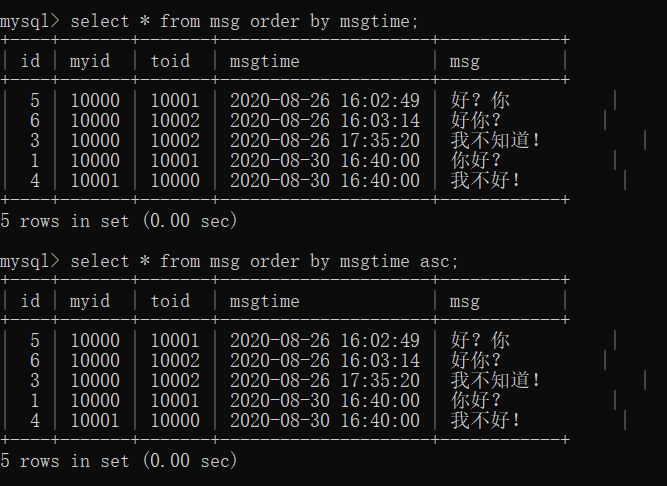 mysql> select * from msg order by msgtime;
+----+-------+-------+---------------------+------------+
| id | myid | toid | msgtime | msg |
+----+-------+-------+---------------------+------------+
| 5 | 10000 | 10001 | 2020-08-26 16:02:49 | 好？你 |
| 6 | 10000 | 10002 | 2020-08-26 16:03:14 | 好你？ |
| 3 | 10000 | 10002 | 2020-08-26 17:35:20 | 我不知道！ |
| 1 | 10000 | 10001 | 2020-08-30 16:40:00 | 你好？ |
| 4 | 10001 | 10000 | 2020-08-30 16:40:00 | 我不好！ |
+----+-------+-------+---------------------+------------+
5 rows in set (0.00 sec)
mysql> select * from msg order by msgtime asc;
+----+-------+-------+---------------------+------------+
| id | myid | toid | msgtime | msg |
+----+-------+-------+---------------------+------------+
| 5 | 10000 | 10001 | 2020-08-26 16:02:49 | 好？你 |
| 6 | 10000 | 10002 | 2020-08-26 16:03:14 | 好你？ |
| 3 | 10000 | 10002 | 2020-08-26 17:35:20 | 我不知道！ |
| 1 | 10000 | 10001 | 2020-08-30 16:40:00 | 你好？ |
| 4 | 10001 | 10000 | 2020-08-30 16:40:00 | 我不好！ |
+----+-------+-------+---------------------+------------+
5 rows in set (0.00 sec)